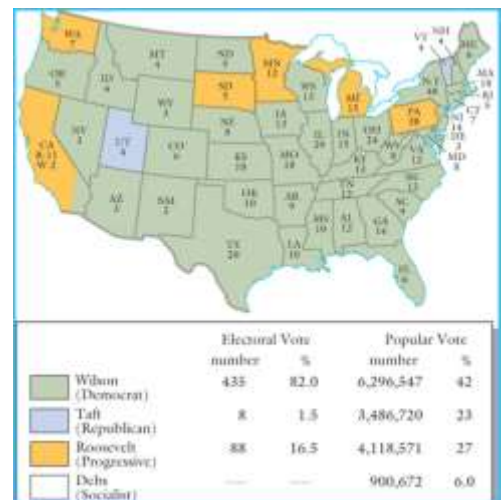 WA
7
MT
4
ND
5
MN
12
VT
4
NH
4
ME
6
OR
5
ID
4
SD
5
WIS
13
MI
15
N.Y.
MA
18
RI
5
CT
7
WY
3
NE
8
IA
13
PA
38
NJ
14
DE
3
MD
8
NV
3
UT
4
CO
6
IL
29
IN
15
OH
24
WV
8
VA
12
CA
R. 11
W. 2
KS
10
MO
18
KY
13
NC
12
TN
12
AZ
3
NM
OK
10
AR
9
SC
9
MS
10
AL
12
GA
14
TX
20
LA
10
FL
6
Electoral Vote Popular Vote
number % number %
Wilson 435 82.0 6,296,547 42
(Democrat)
Taft 8 1.5 3,486,720 23
(Republican)
Roosevelt 88 16.5 4,118,571 27
(Progressive)
Debs 900,672 6.0
(Socialist)